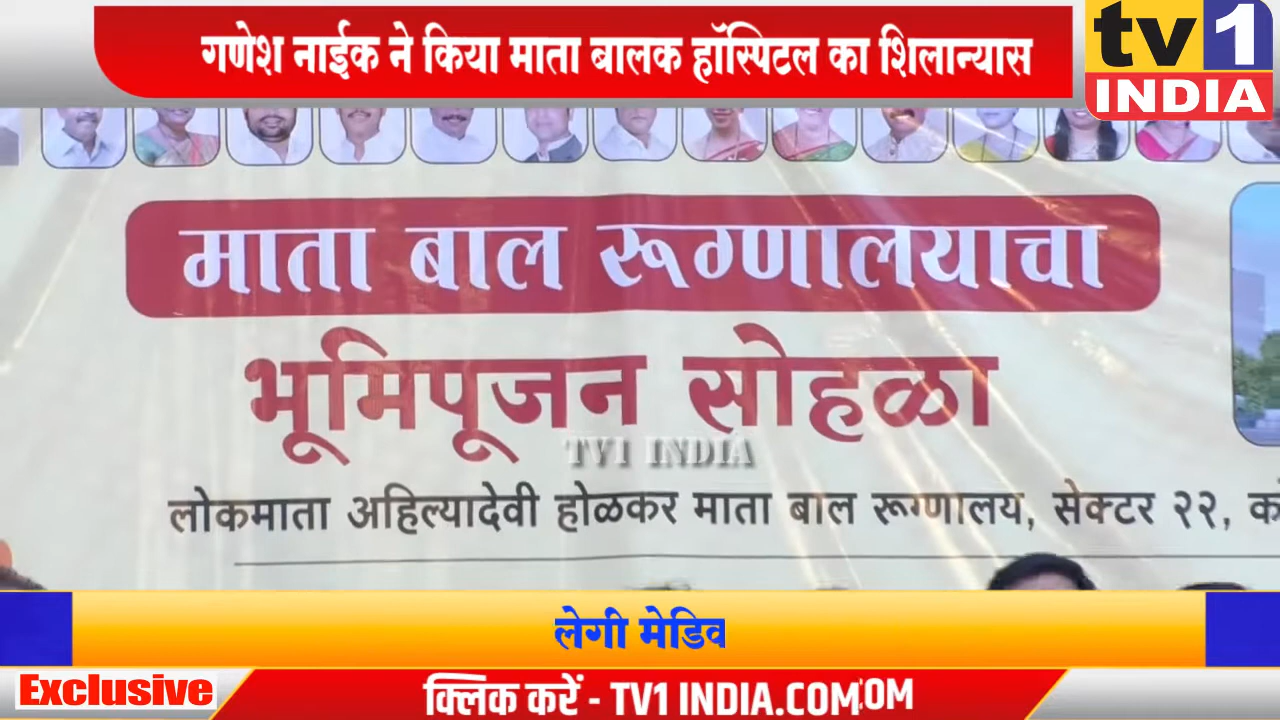 गणेश नाईक ने किया माता बालक हॉस्पिटल का शिलान्यास
tv1
INDIA
माता बाल रूग्णालयाचा
भूमिपूजन सोहळा
TV1 INDIA
लोकमाता अहिल्यादेवी होळकर माता बाल रूग्णालय, सेक्टर २२,
लेगी
Exclusive
क्लिक करें - TV1 INDIA.COM